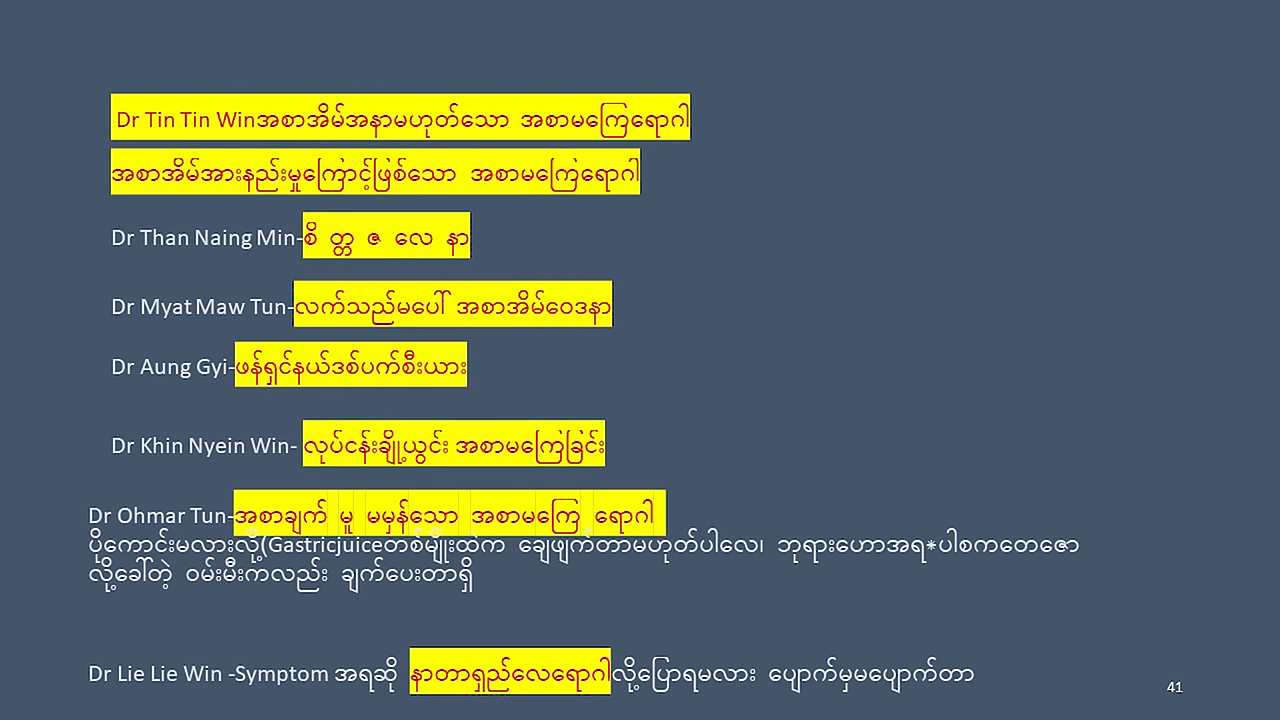 Dr Tin Tin Winအစာအိမ်အနာမဟုတ်သော အစာမကြေရောဂါ
အစာအိမ်အားနည်းမှုကြောင့်ဖြစ်သော အစာမကြေရောဂါ
Dr Than Naing Min-စိ တ္တ ဇ လေ နာ
Dr Myat Maw Tun-လက်သည်မပေါ် အစာအိမ်ဝေဒနာ
Dr Aung Gyi-ဖန်ရှင်နယ်ဒစ်ပက်စီးယား
Dr Khin Nyein Win- လုပ်ငန်းချို့ယွင်း အစာမကြေခြင်း
Dr Ohmar Tun-အစာချက် မှု မမှန်သော အစာမကြေ ရောဂါ
ပိုကောင်းမလားလို့(Gastricjuiceတစ်မျိုးထဲက ချေဖျက်တာမဟုတ်ပါလေ၊ ဘုရားဟောအရ*ပါစကတေဇော
လို့ခေါ်တဲ့ ဝမ်းမီးကလည်း ချက်ပေးတာရှိ
Dr Lie Lie Win -Symptom အရဆို နာတာရှည်လေရောဂါလို့ပြောရမလား ပျောက်မှမပျောက်တာ
41